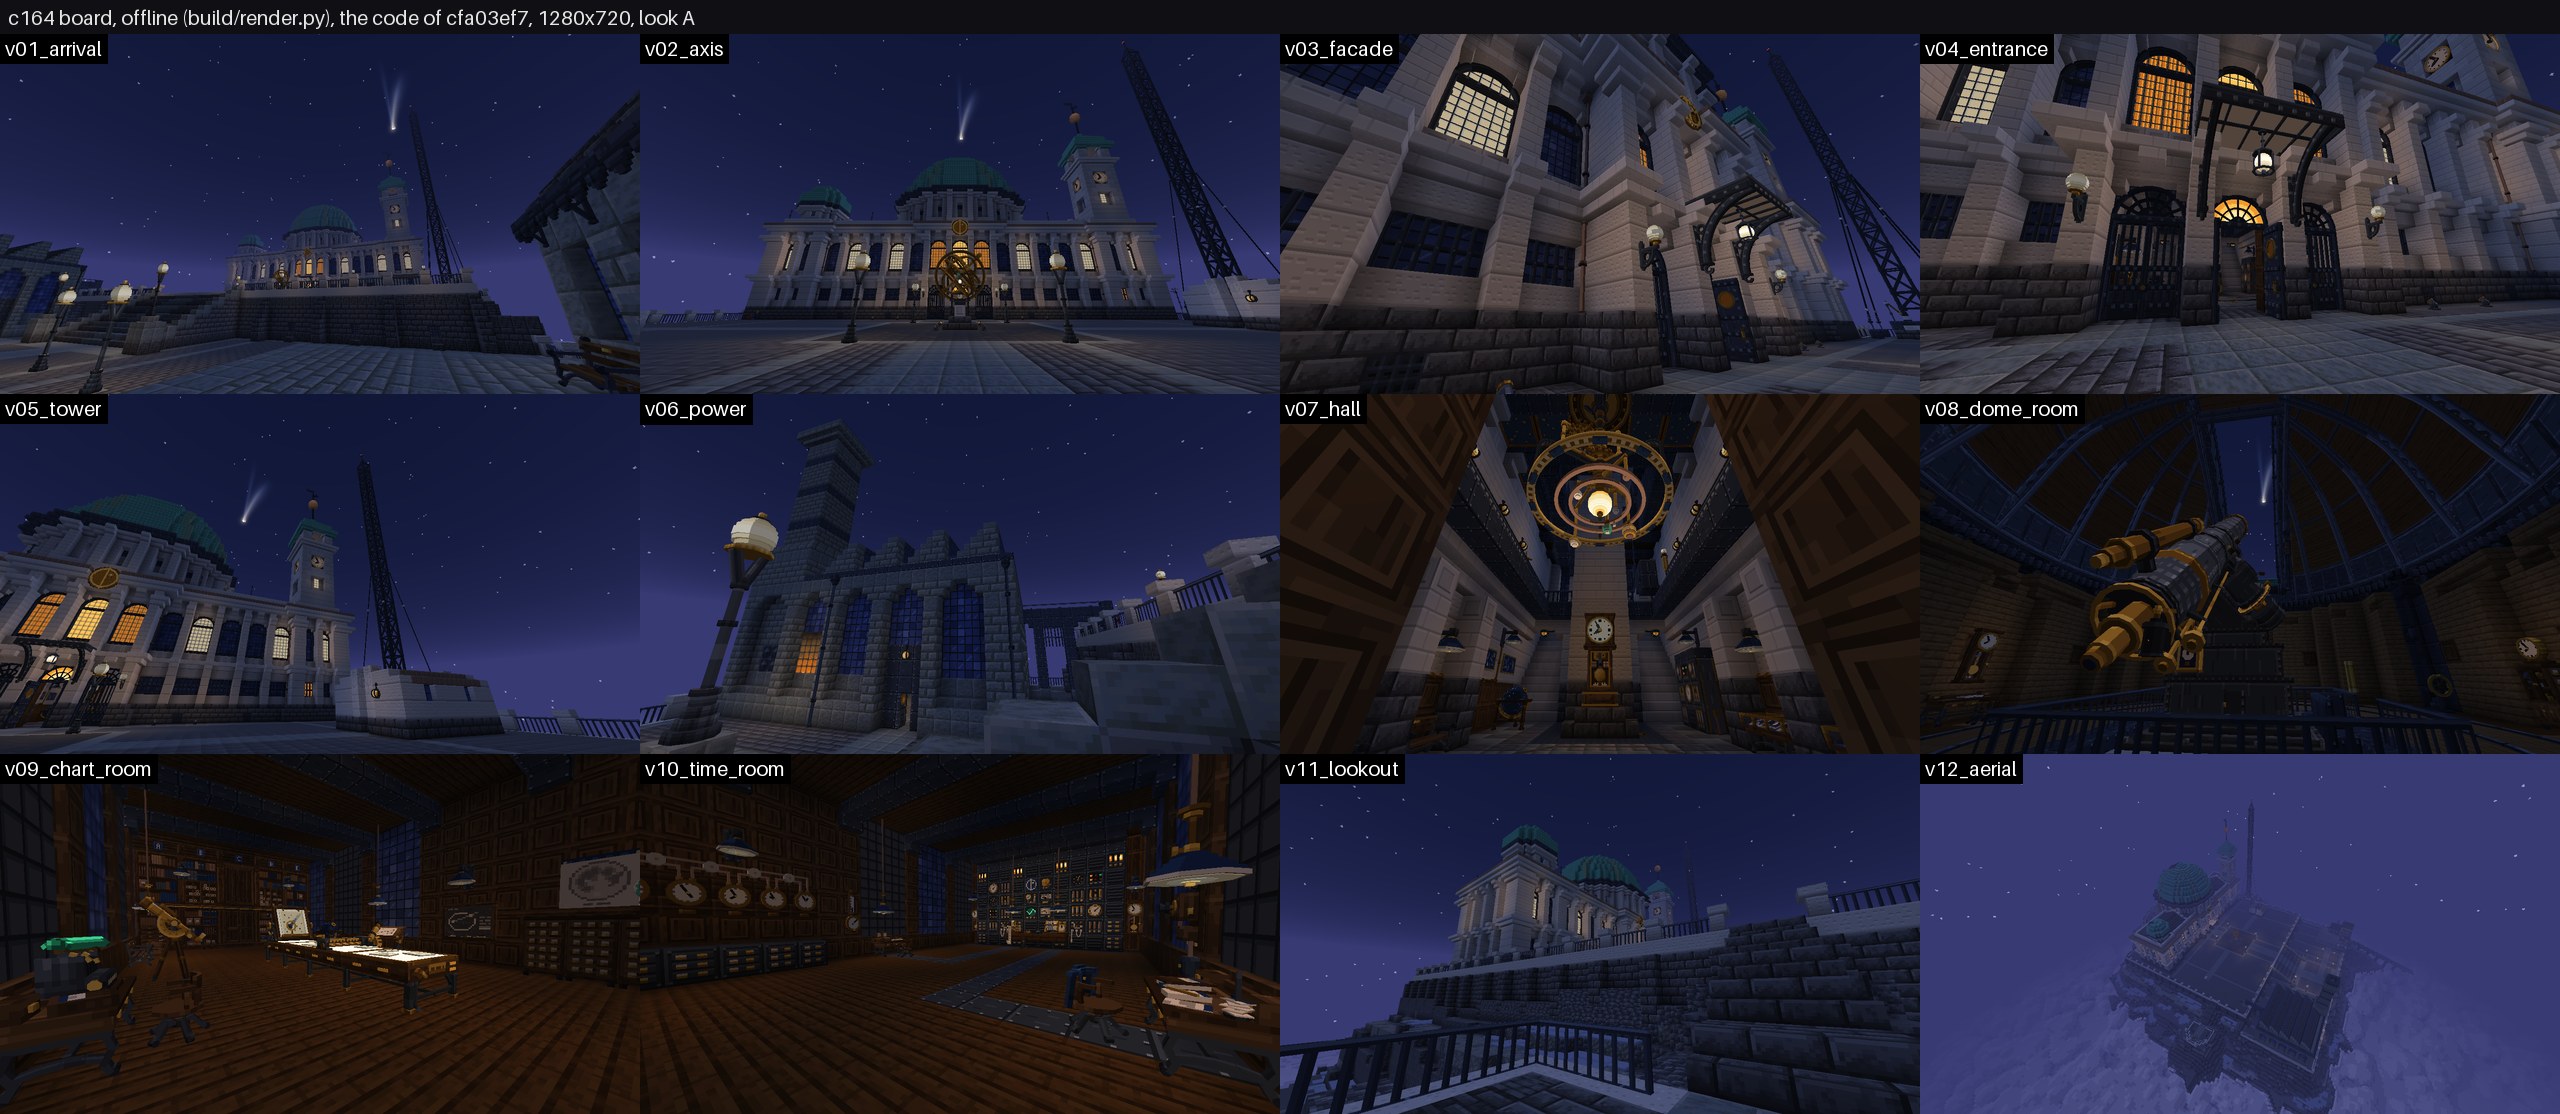 c164 board, offline (build/render.py), the code of cfa03ef7, 1280x720, look A
v01_arrival
v02_axis
v03_facade
v04_entrance
v05_tower
v06_power
v07_hall
v08_dome_room
v09_chart_room
v10_time_room
v11_lookout
v12_aerial